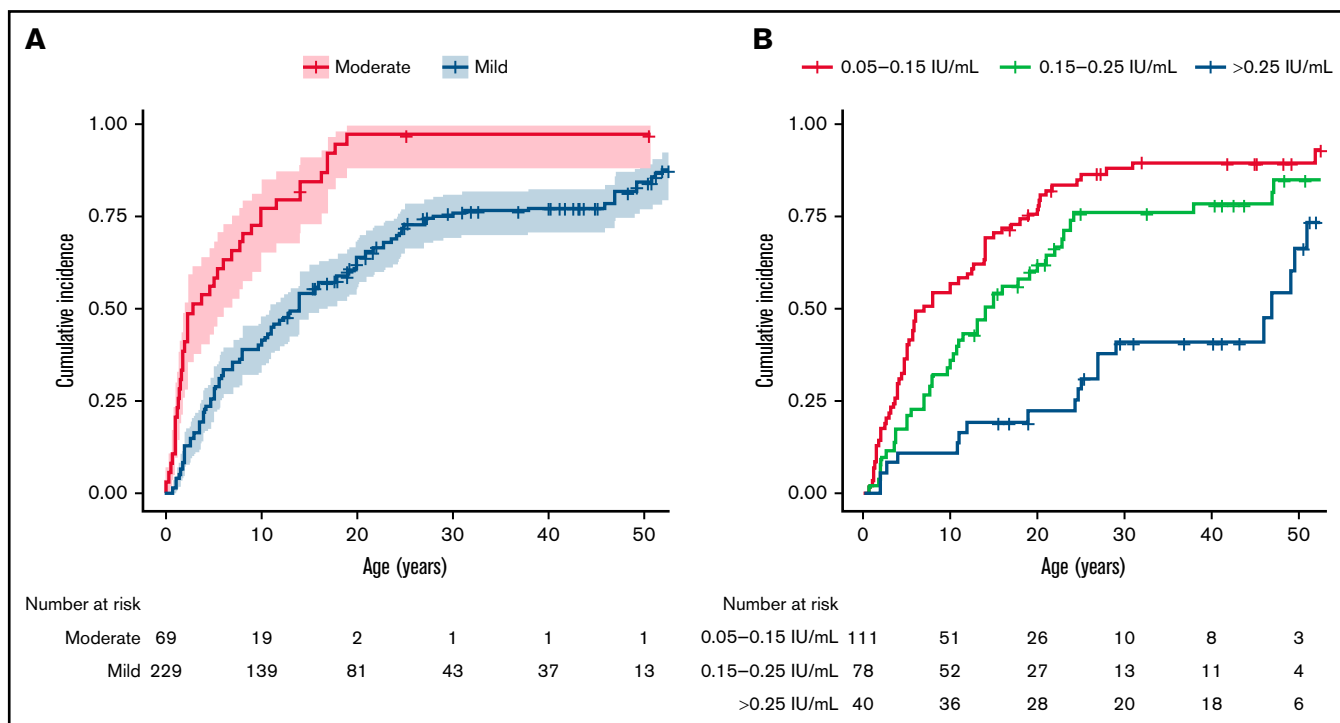 A
Moderate Mild
Cumulative incidence
1.00
0.75
0.50
0.25
0.00
0 10 20 30 40 50
Age (years)
Number at risk
Moderate 69 19 2 1 1 1
Mild 229 139 81 43 37 13
B
0.05–0.15 IU/mL 0.15–0.25 IU/mL >0.25 IU/mL
Cumulative incidence
1.00
0.75
0.50
0.25
0.00
0 10 20 30 40 50
Age (years)
Number at risk
0.05–0.15 IU/mL 111 51 26 10 8 3
0.15–0.25 IU/mL 78 52 27 13 11 4
>0.25 IU/mL 40 36 28 20 18 6